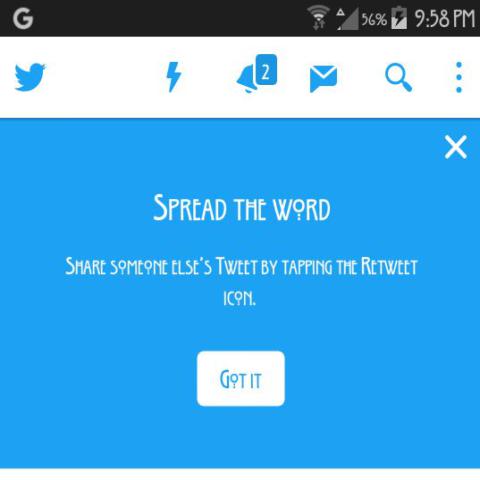 G 56% 9:58 PM
2
Spread the word
Share someone else's Tweet by tapping the Retweet
icon.
Got it